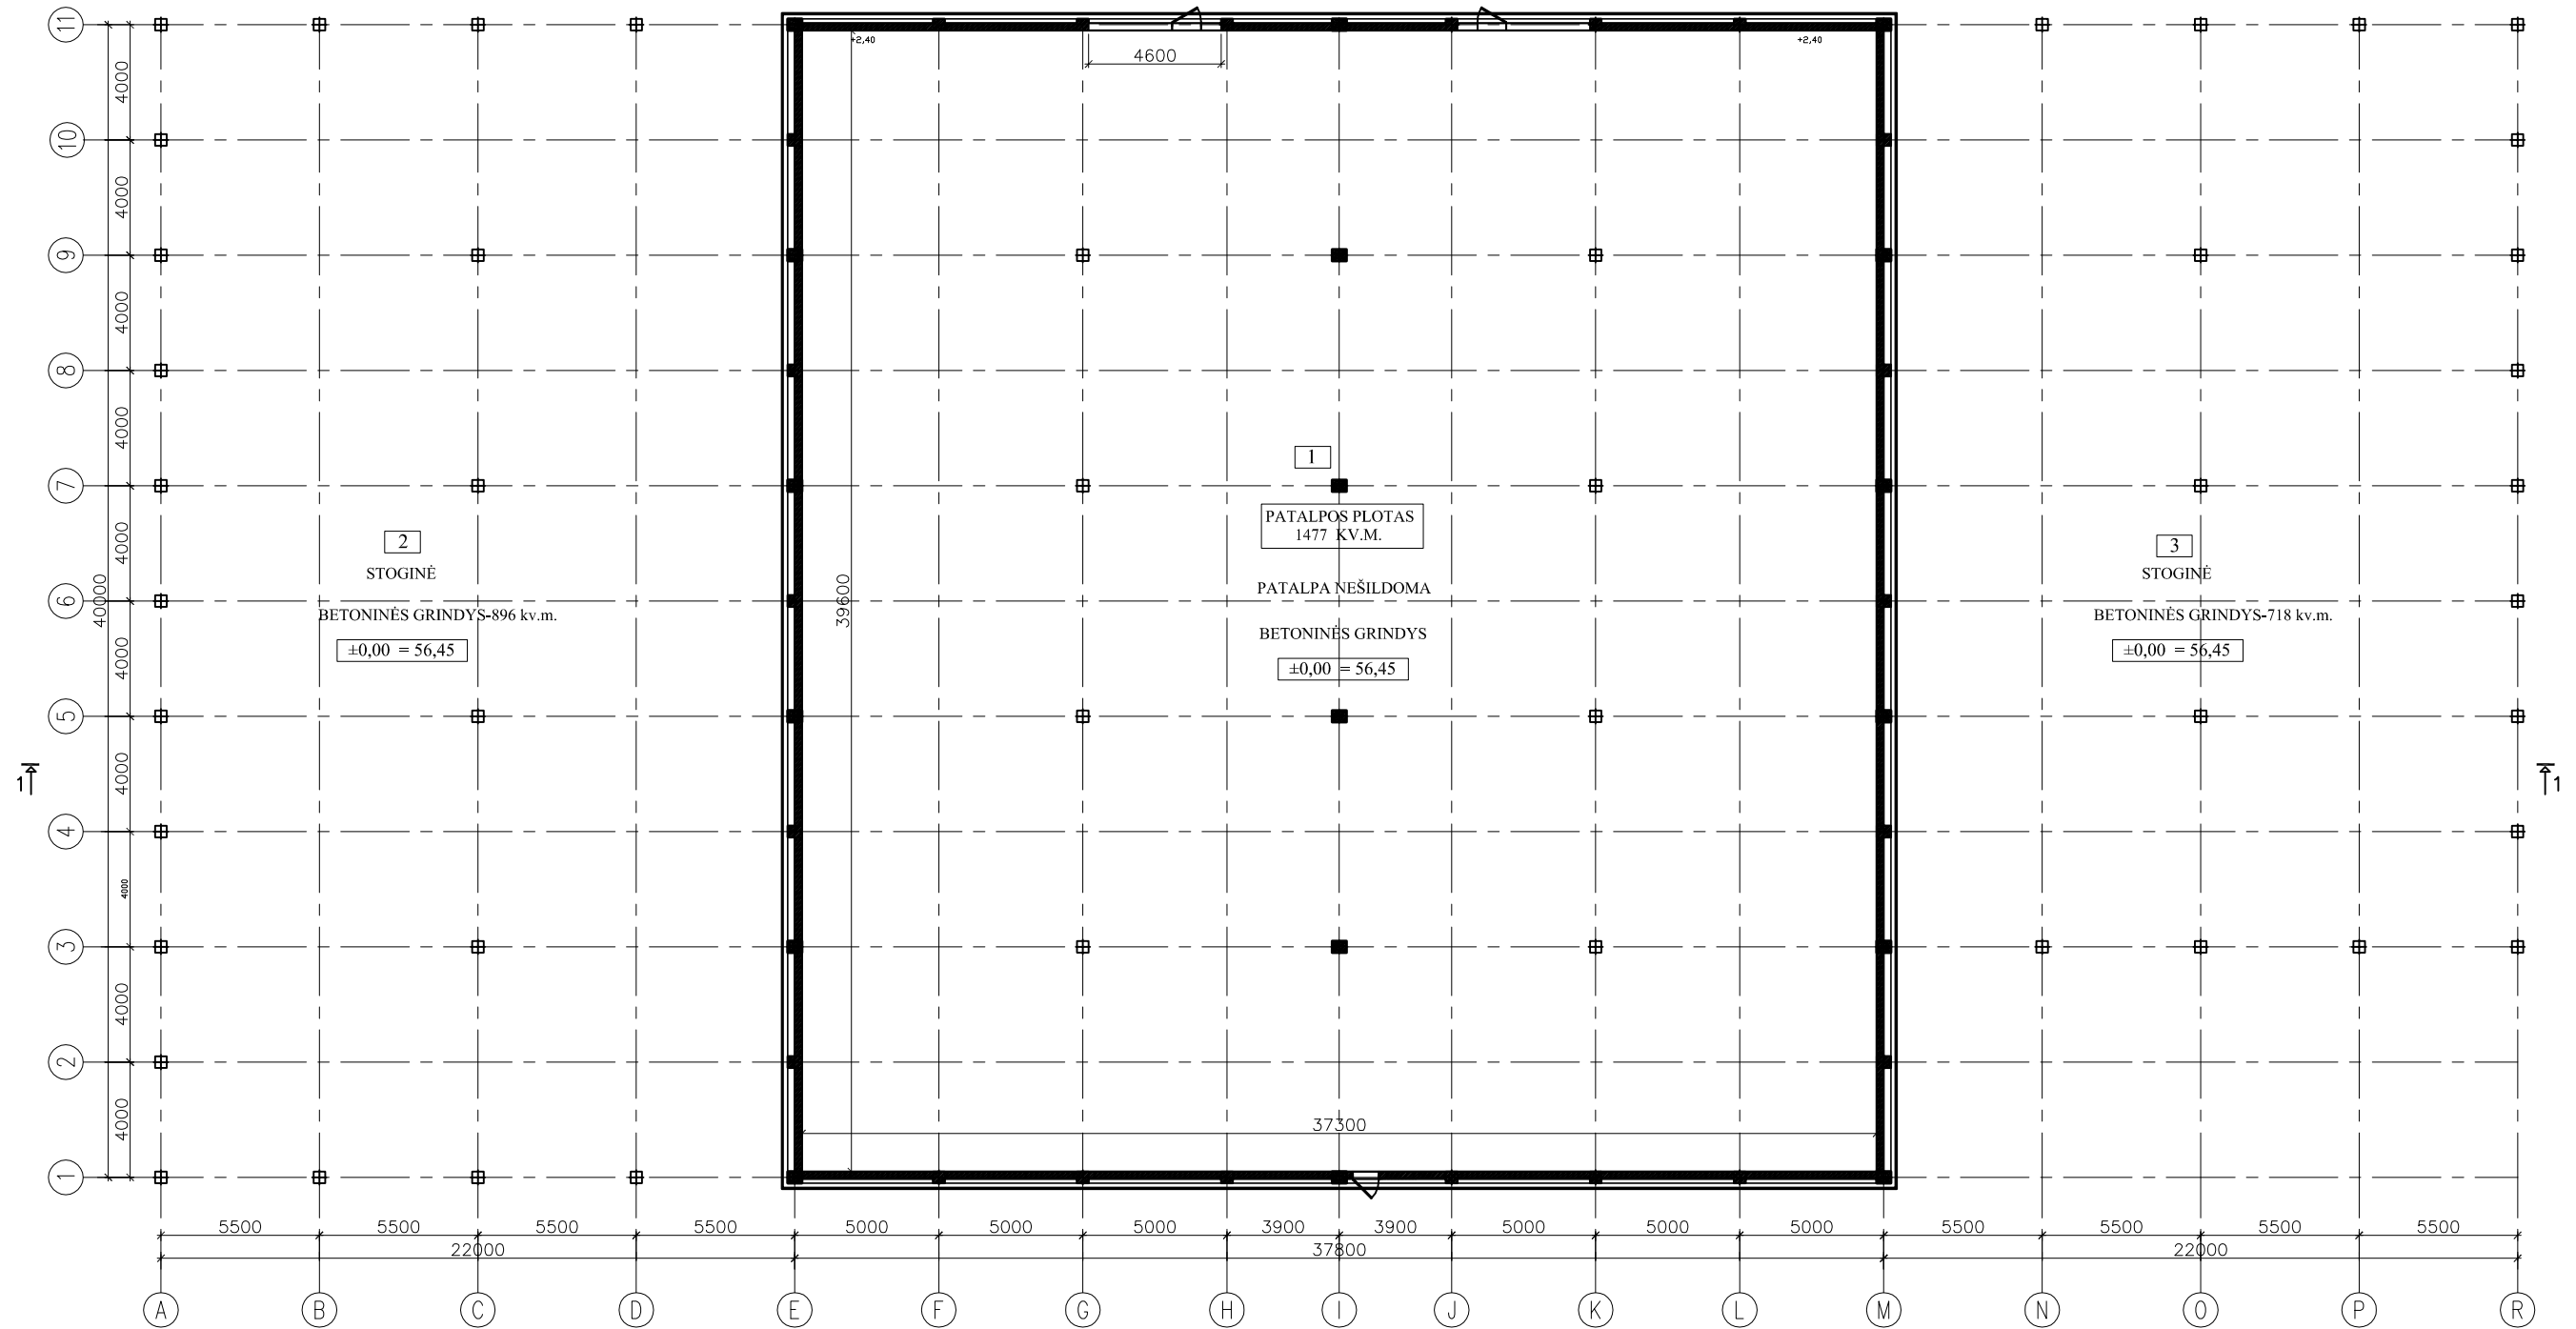 11
10
9
8
7
6
5
4
3
2
1
4000
4000
4000
4000
4000
4000
4000
4000
4000
4000
40000
+2,40
+2,40
4600
39600
1
PATALPOS PLOTAS
1477 KV.M.
PATALPA NEŠILDOMA
BETONINĖS GRINDYS
±0,00 = 56,45
2
STOGINĖ
BETONINĖS GRINDYS-896 kv.m.
±0,00 = 56,45
3
STOGINĖ
BETONINĖS GRINDYS-718 kv.m.
±0,00 = 56,45
1
1
37300
5500 5500 5500 5500 5000 5000 5000 3900 3900 5000 5000 5000 5500 5500 5500 5500
22000 37800 22000
A B C D E F G H I J K L M N O P R